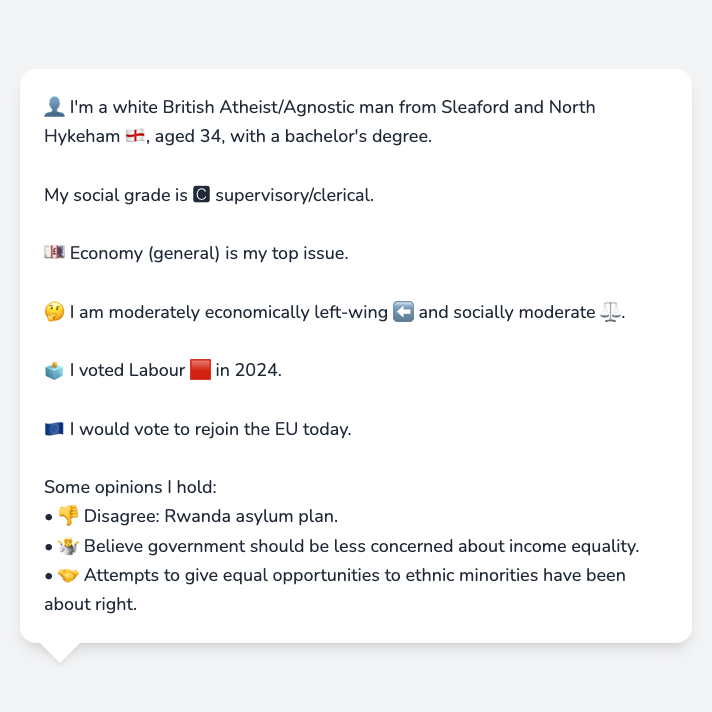 👤 I'm a white British Atheist/Agnostic man from Sleaford and North
Hykeham 🏴󠁧󠁢󠁥󠁮󠁧󠁿, aged 34, with a bachelor's degree.
My social grade is 🅲 supervisory/clerical.
💷 Economy (general) is my top issue.
🤔 I am moderately economically left-wing ⬅️ and socially moderate ⚖️.
🗳️ I voted Labour 🟥 in 2024.
🇪🇺 I would vote to rejoin the EU today.
Some opinions I hold:
• 👎 Disagree: Rwanda asylum plan.
• 🤷 Believe government should be less concerned about income equality.
• 🤝 Attempts to give equal opportunities to ethnic minorities have been
about right.